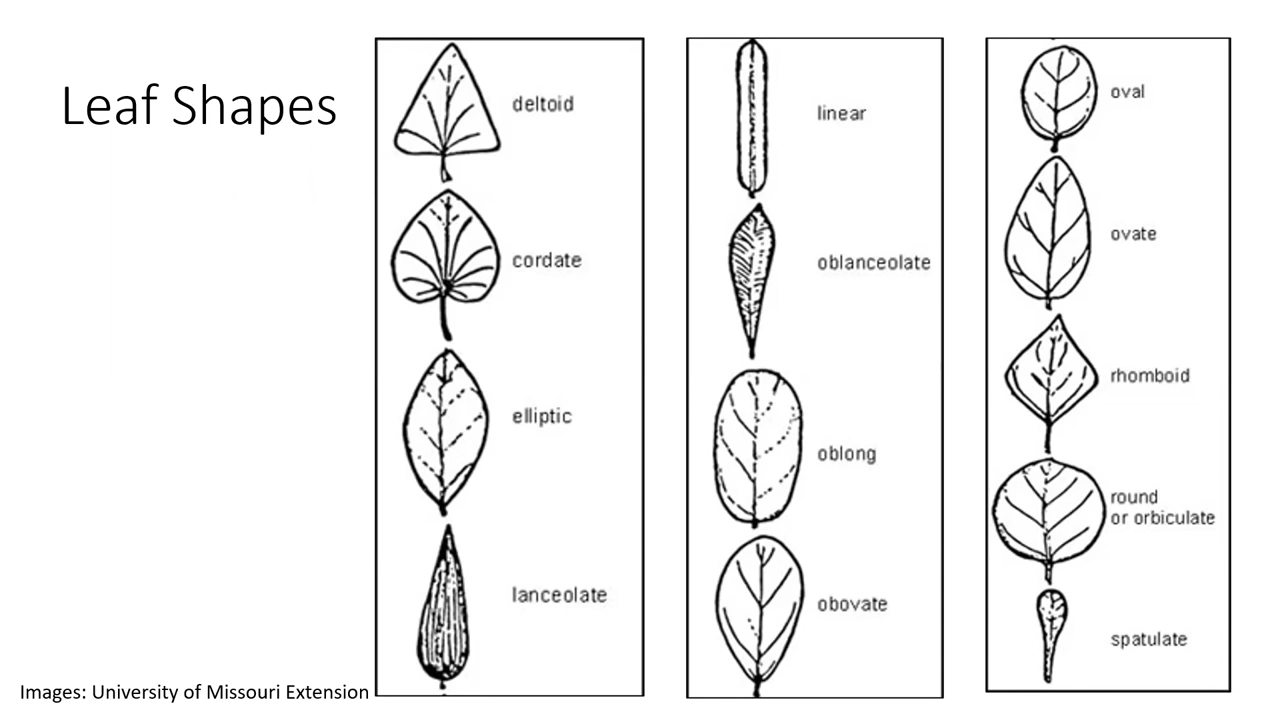 Leaf Shapes
deltoid
cordate
elliptic
lanceolate
linear
oblanceolate
oblong
obovate
oval
ovate
rhomboid
round
or orbiculate
spatulate
Images: University of Missouri Extension